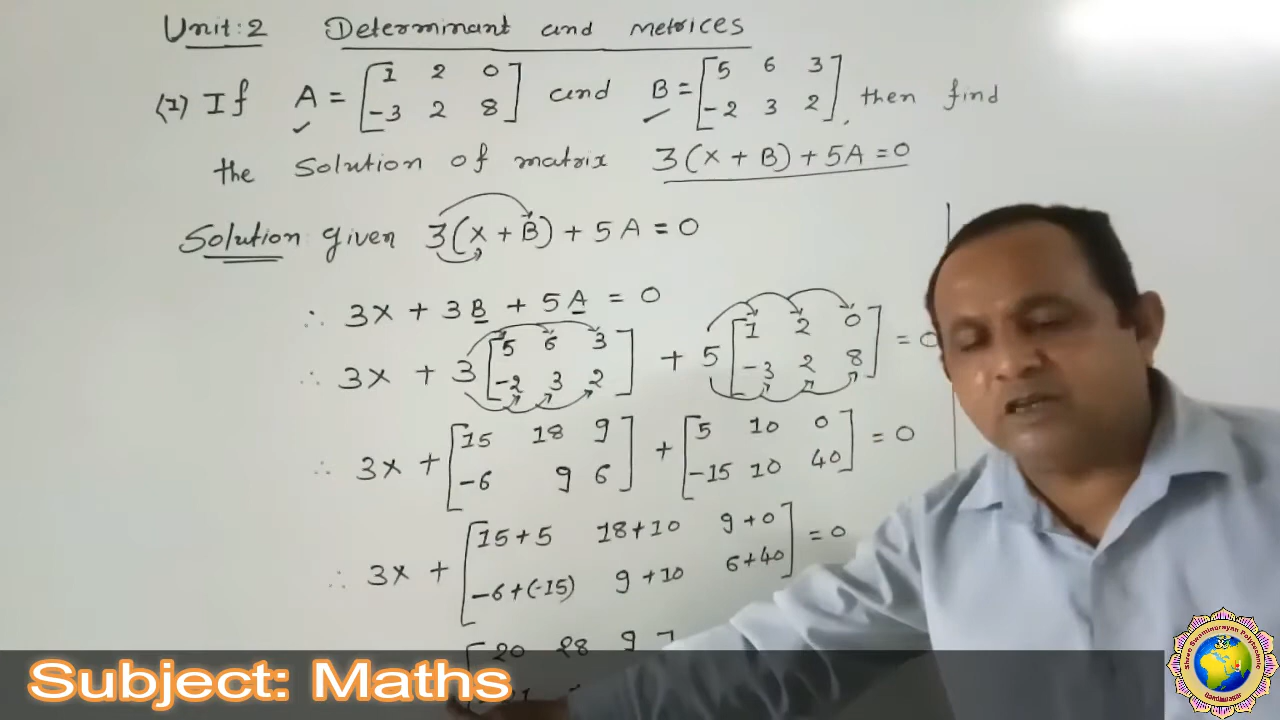 Unit:2 Determinant and metrices
(1) If A = [1 2 0 and B = [5 6 3
-3 2 8] -2 3 2], then find
the Solution of matrix 3(x + B) + 5A = 0
Solution: given 3(x + B) + 5A = 0
∴ 3x + 3B + 5A = 0
∴ 3x + 3 [5 6 3 + 5 [1 2 0 = 0
-2 3 2] -3 2 8]
∴ 3x + [15 18 9 + [5 10 0 = 0
-6 9 6] -15 10 40]
∴ 3x + [15+5 18+10 9+0 = 0
-6+(-15) 9+10 6+40]
[20 28 9
Subject: Maths